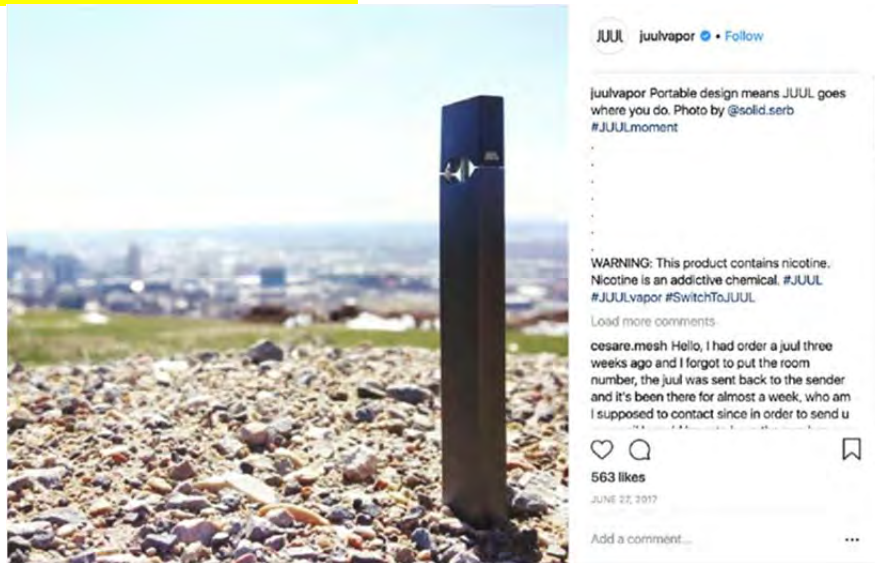 JUUL
juulvapor • Follow
juulvapor Portable design means JUUL goes
where you do. Photo by @solid.serb
#JUULmoment
.
.
.
.
.
.
.
WARNING: This product contains nicotine.
Nicotine is an addictive chemical. #JUUL
#JUULvapor #SwitchToJUUL
Load more comments
cesare.mesh Hello, I had order a juul three
weeks ago and I forgot to put the room
number, the juul was sent back to the sender
and it's been there for almost a week, who am
I supposed to contact since in order to send u
563 likes
JUNE 27, 2017
Add a comment...
JUUL